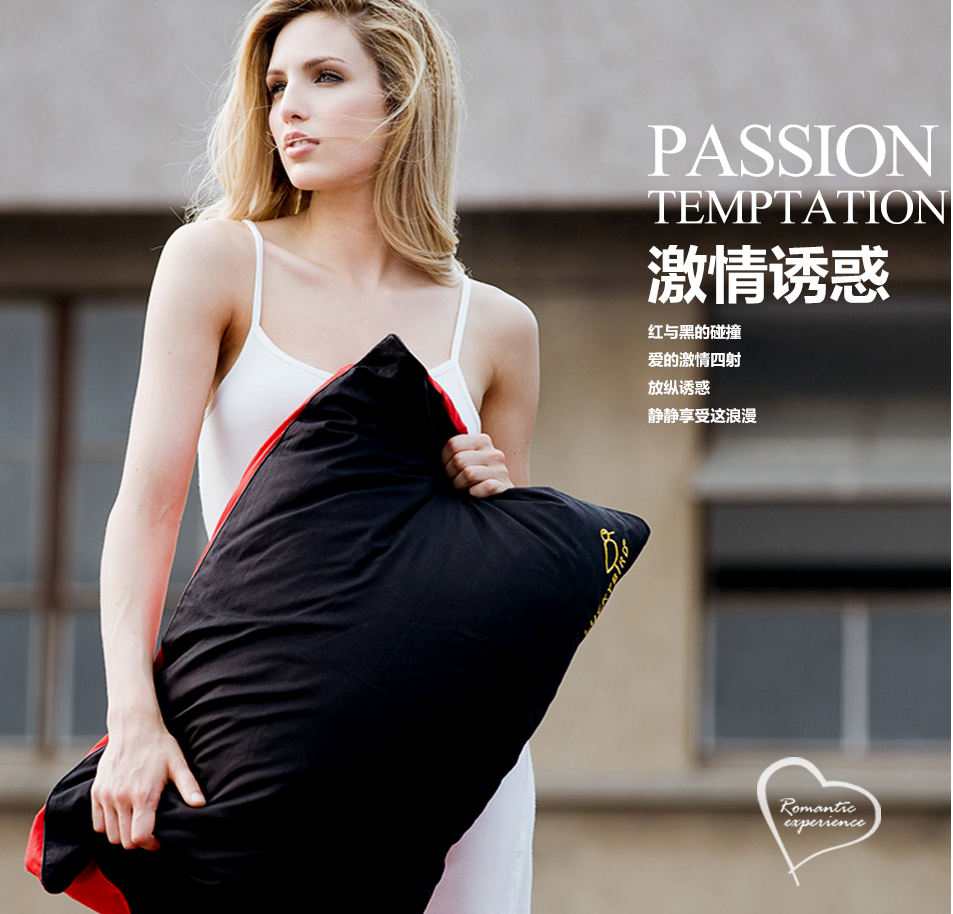 PASSION
TEMPTATION
激情诱惑
红与黑的碰撞
爱的激情四射
放纵诱惑
静静享受这浪漫
LUCKYBIRD®
Romantic
experience